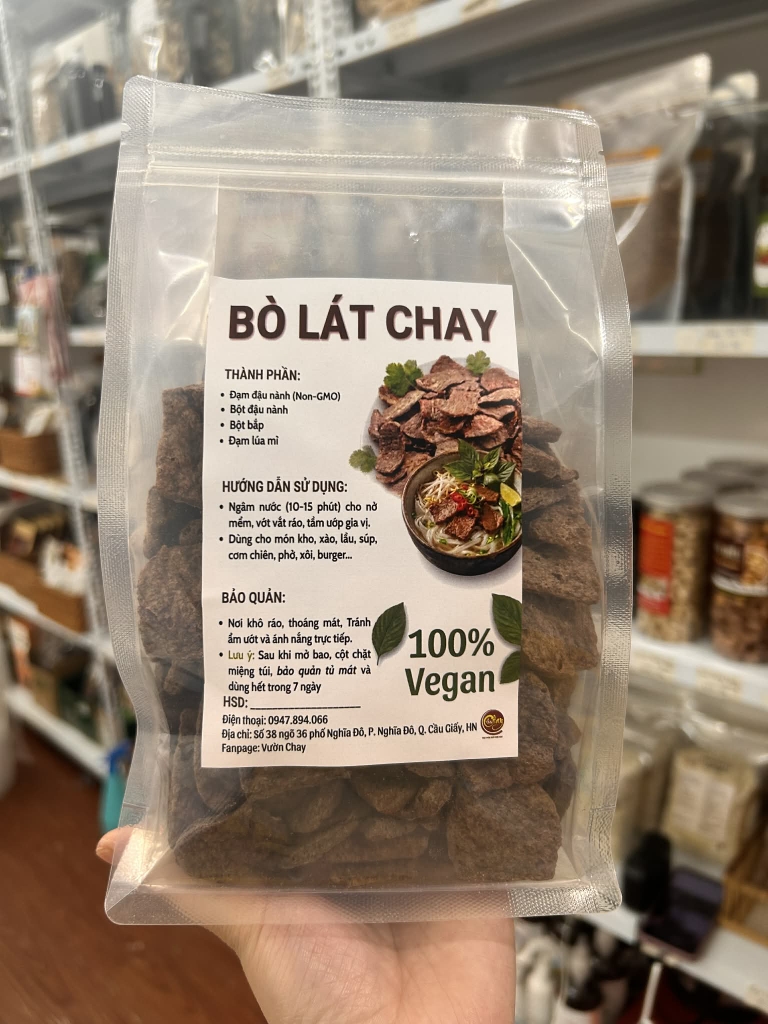 BÒ LÁT CHAY
THÀNH PHẦN:
• Đạm đậu nành (Non-GMO)
• Bột đậu nành
• Bột bắp
• Đạm lúa mì
HƯỚNG DẪN SỬ DỤNG:
• Ngâm nước (10-15 phút) cho nở
mềm, vớt vắt ráo, tẩm ướp gia vị.
• Dùng cho món kho, xào, lẩu, súp,
cơm chiên, phở, xôi, burger...
BẢO QUẢN:
• Nơi khô ráo, thoáng mát, Tránh
ẩm ướt và ánh nắng trực tiếp.
• Lưu ý: Sau khi mở bao, cột chặt
miệng túi, bảo quản tủ mát và
dùng hết trong 7 ngày
100%
Vegan
HSD: ____________________
Điện thoại: 0947.894.066
Địa chỉ: Số 38 ngõ 36 phố Nghĩa Đô, P. Nghĩa Đô, Q. Cầu Giấy, HN
Fanpage: Vườn Chay